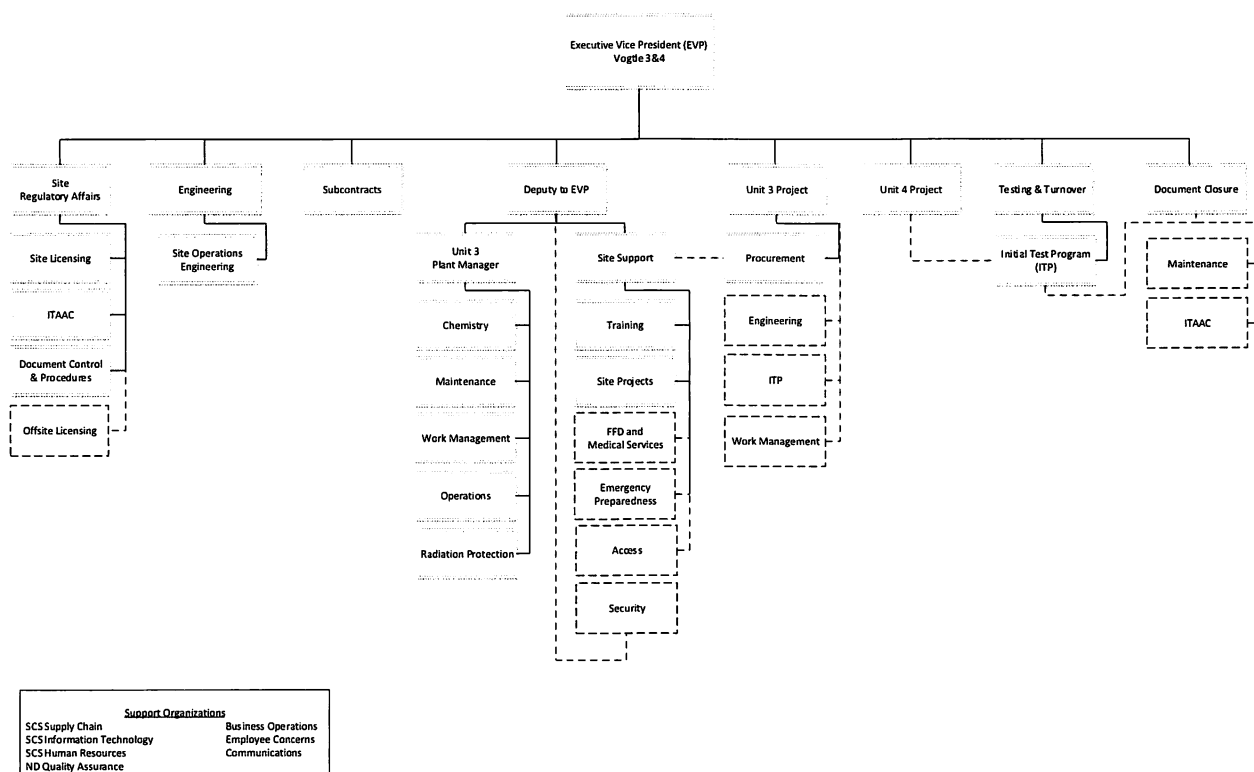 Executive Vice President (EVP)
Vogtle 3&4
Site
Regulatory Affairs
Engineering
Subcontracts
Deputy to EVP
Unit 3 Project
Unit 4 Project
Testing & Turnover
Document Closure
Site Licensing
ITAAC
Document Control
& Procedures
Offsite Licensing
Site Operations
Engineering
Unit 3
Plant Manager
Chemistry
Maintenance
Work Management
Operations
Radiation Protection
Site Support
Training
Site Projects
FFD and
Medical Services
Emergency
Preparedness
Access
Security
Procurement
Engineering
ITP
Work Management
Initial Test Program
(ITP)
Maintenance
ITAAC
Support Organizations
SCS Supply Chain
SCS Information Technology
SCS Human Resources
ND Quality Assurance
Business Operations
Employee Concerns
Communications